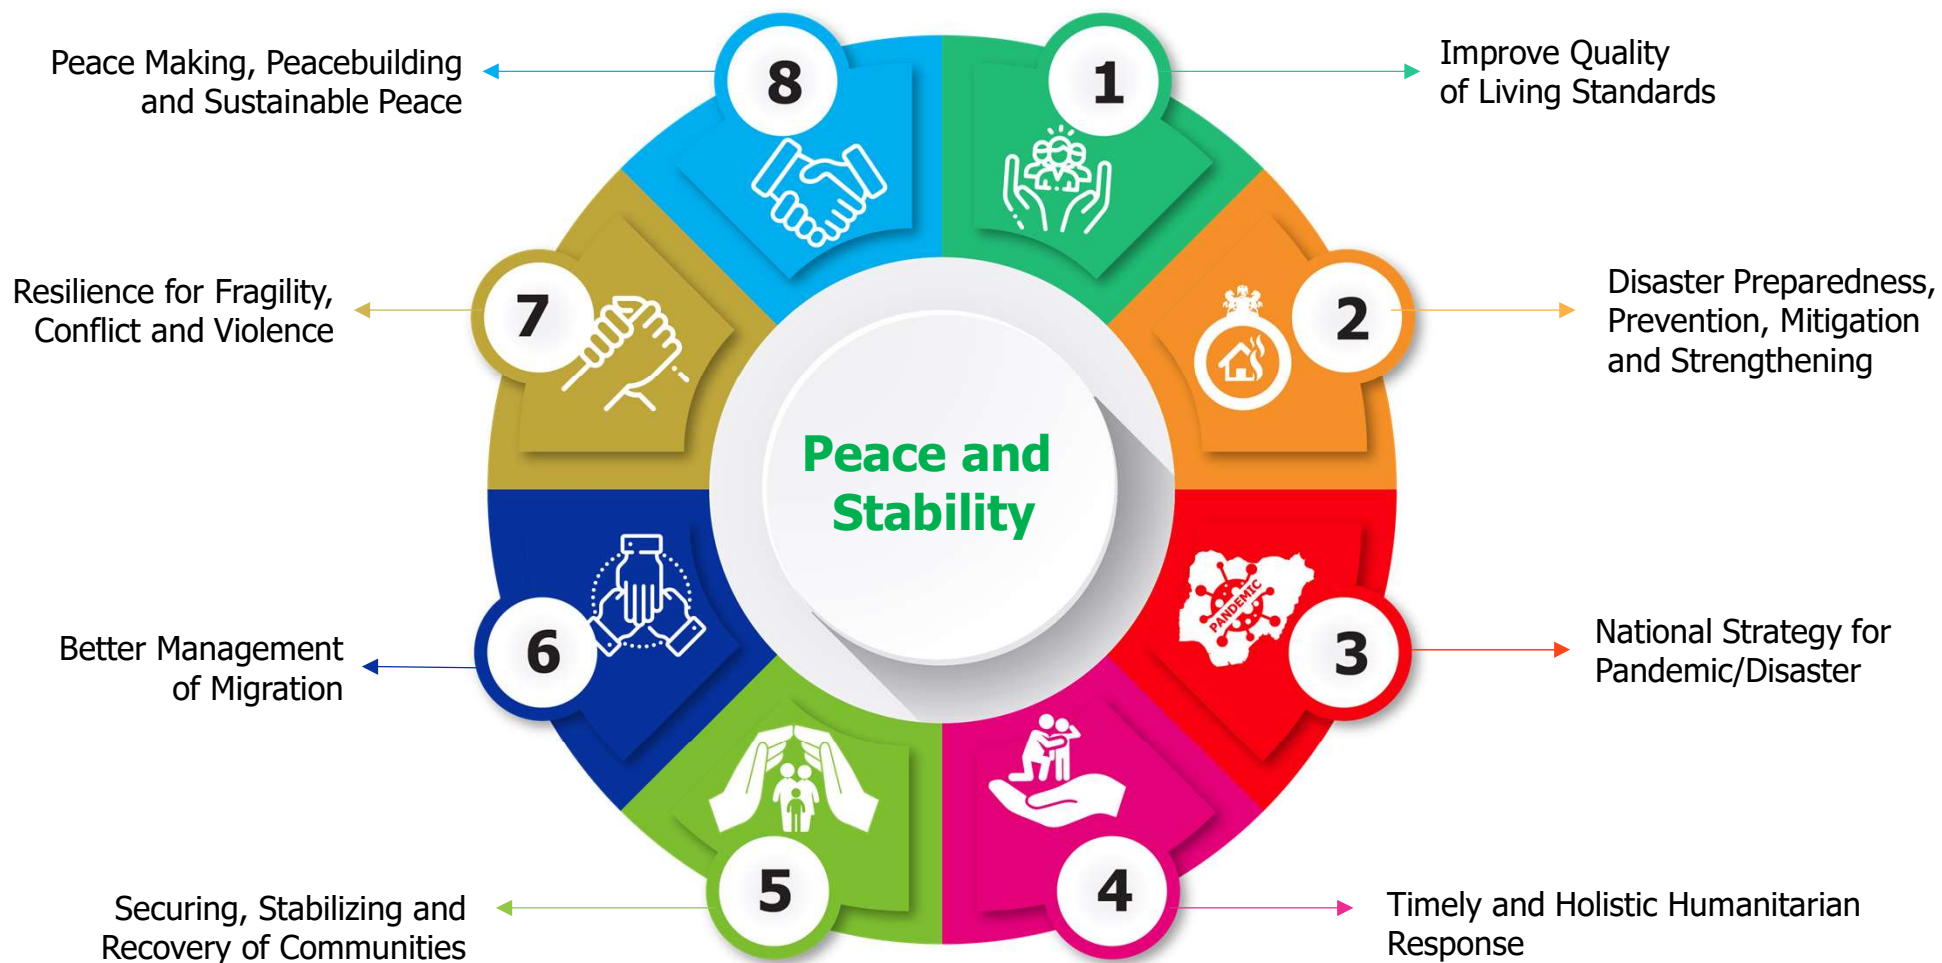 8
Peace Making, Peacebuilding
and Sustainable Peace
1
Improve Quality
of Living Standards
7
Resilience for Fragility,
Conflict and Violence
2
Disaster Preparedness,
Prevention, Mitigation
and Strengthening
Peace and
Stability
6
Better Management
of Migration
PANDEMIC
3
National Strategy for
Pandemic/Disaster
5
Securing, Stabilizing and
Recovery of Communities
4
Timely and Holistic Humanitarian
Response